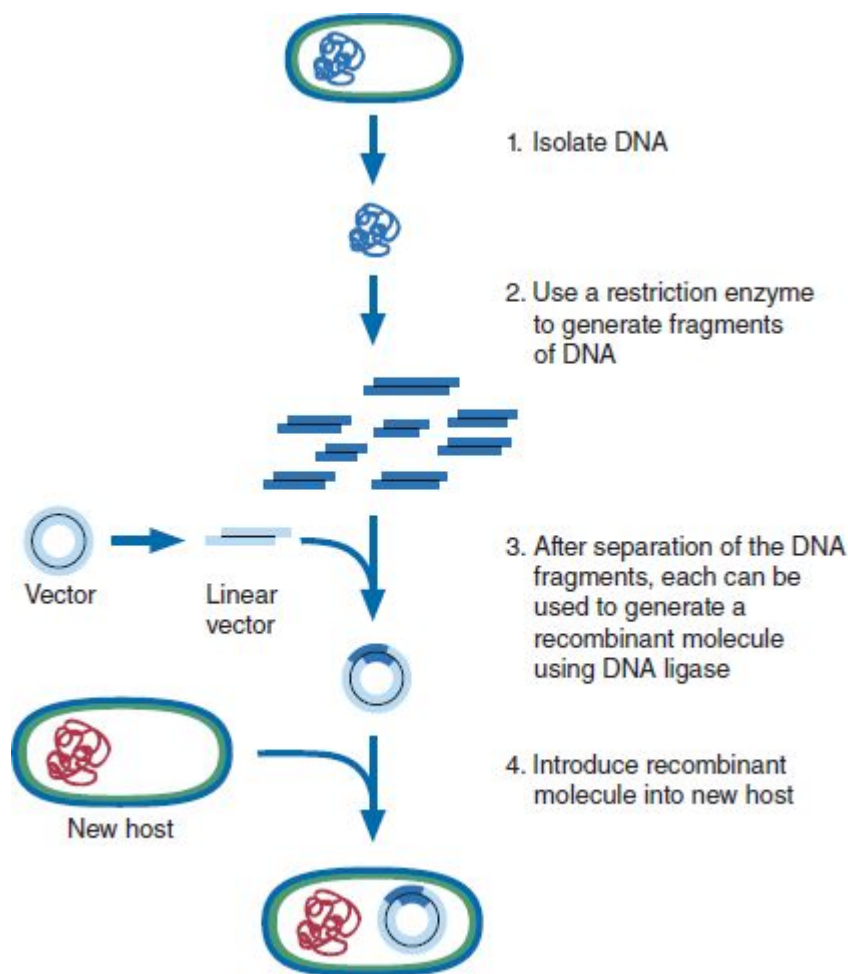 1. Isolate DNA
2. Use a restriction enzyme
to generate fragments
of DNA
Vector
Linear
vector
3. After separation of the DNA
fragments, each can be
used to generate a
recombinant molecule
using DNA ligase
New host
4. Introduce recombinant
molecule into new host